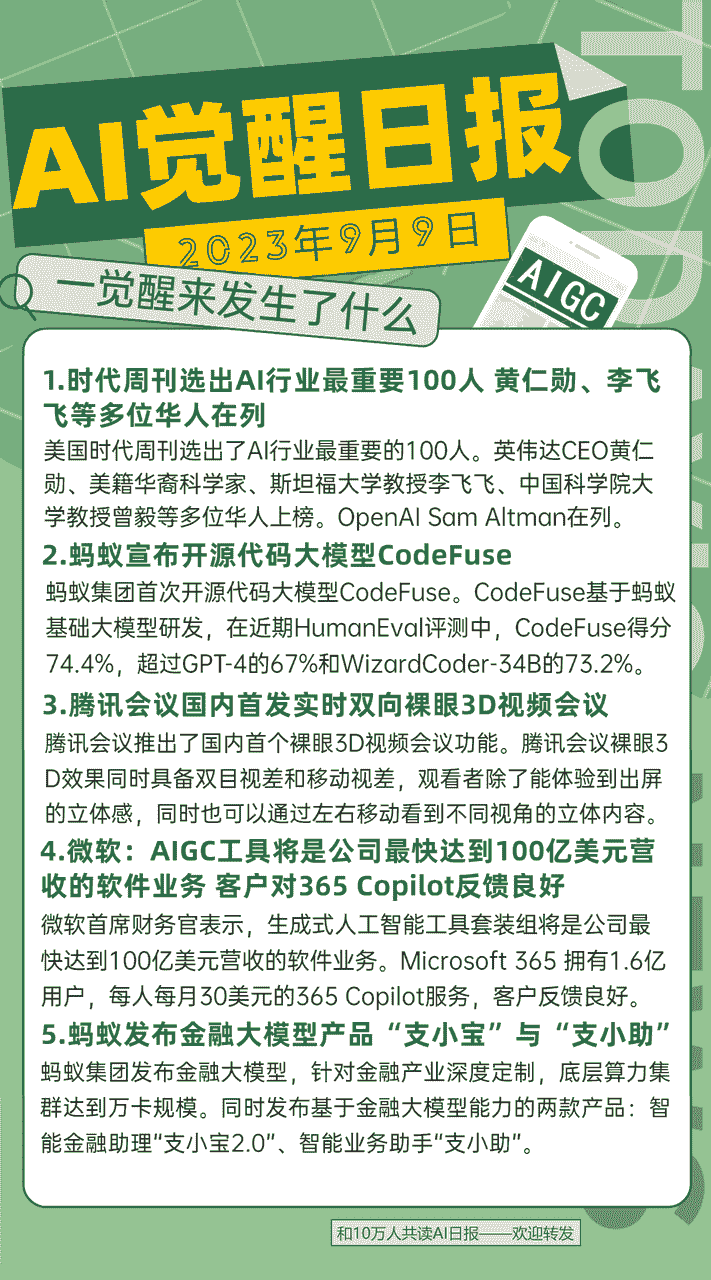 AI觉醒日报
2023年9月9日
一觉醒来发生了什么
AIGC
1.时代周刊选出AI行业最重要100人 黄仁勋、李飞
飞等多位华人在列
美国时代周刊选出了AI行业最重要的100人。英伟达CEO黄仁
勋、美籍华裔科学家、斯坦福大学教授李飞飞、中国科学院大
学教授曾毅等多位华人上榜。OpenAI Sam Altman在列。
2.蚂蚁宣布开源代码大模型CodeFuse
蚂蚁集团首次开源代码大模型CodeFuse。CodeFuse基于蚂蚁
基础大模型研发，在近期HumanEval评测中，CodeFuse得分
74.4%，超过GPT-4的67%和WizardCoder-34B的73.2%。
3.腾讯会议国内首发实时双向裸眼3D视频会议
腾讯会议推出了国内首个裸眼3D视频会议功能。腾讯会议裸眼3
D效果同时具备双目视差和移动视差，观看者除了能体验到出屏
的立体感，同时也可以通过左右移动看到不同视角的立体内容。
4.微软：AIGC工具将是公司最快达到100亿美元营
收的软件业务 客户对365 Copilot反馈良好
微软首席财务官表示，生成式人工智能工具套装组将是公司最
快达到100亿美元营收的软件业务。Microsoft 365 拥有1.6亿
用户，每人每月30美元的365 Copilot服务，客户反馈良好。
5.蚂蚁发布金融大模型产品“支小宝”与“支小助”
蚂蚁集团发布金融大模型，针对金融产业深度定制，底层算力集
群达到万卡规模。同时发布基于金融大模型能力的两款产品：智
能金融助理“支小宝2.0”、智能业务助手“支小助”。
和10万人共读AI日报——欢迎转发